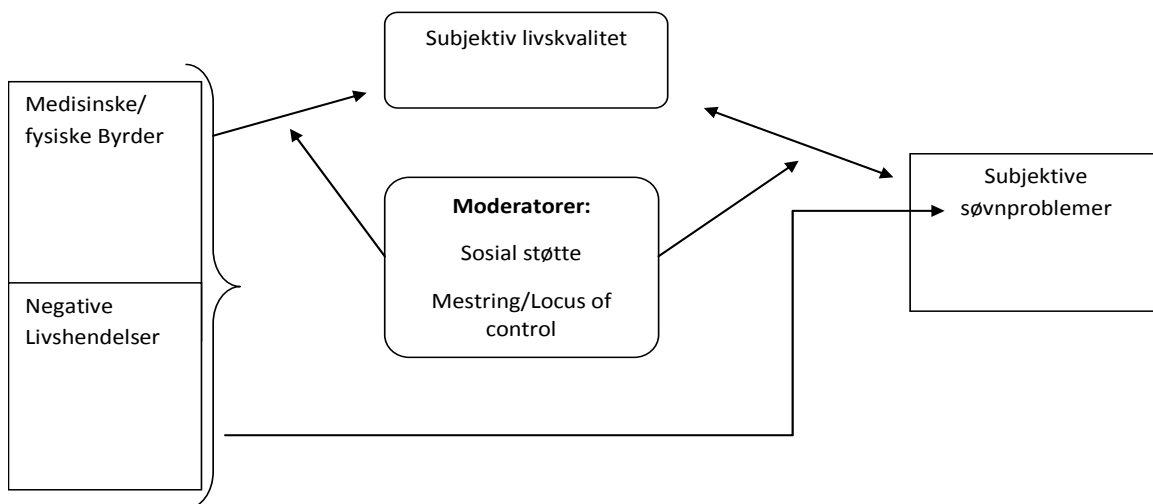 Subjektiv livskvalitet
Medisinske/
fysiske Byrder
Moderatorer:
Sosial støtte
Mestring/Locus of
control
Subjektive
søvnproblemer
Negative
Livshendelser